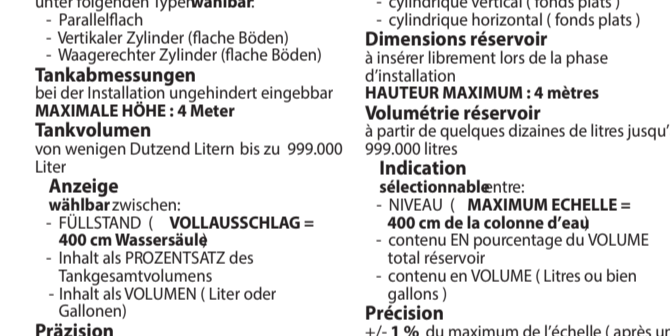 unter folgenden Typen wählbar:
- Parallelflach
- Vertikaler Zylinder (flache Böden)
- Waagerechter Zylinder (flache Böden)
Tankabmessungen
bei der Installation ungehindert eingebbar
MAXIMALE HÖHE : 4 Meter
Tankvolumen
von wenigen Dutzend Litern bis zu 999.000
Liter
Anzeige
wählbar zwischen:
- FÜLLSTAND ( VOLLAUSSCHLAG =
400 cm Wassersäule)
- Inhalt als PROZENTSATZ des
Tankgesamtvolumens
- Inhalt als VOLUMEN ( Liter oder
Gallonen)
Präzision
- cylindrique vertical ( fonds plats )
- cylindrique horizontal ( fonds plats )
Dimensions réservoir
à insérer librement lors de la phase
d'installation
HAUTEUR MAXIMUM : 4 mètres
Volumétrie réservoir
à partir de quelques dizaines de litres jusqu'
999.000 litres
Indication
sélectionnable entre:
- NIVEAU ( MAXIMUM ECHELLE =
400 cm de la colonne d'eau)
- contenu EN pourcentage du VOLUME
total réservoir
- contenu en VOLUME ( Litres ou bien
gallons )
Précision
+/- 1 % du maximum de l'échelle ( après un